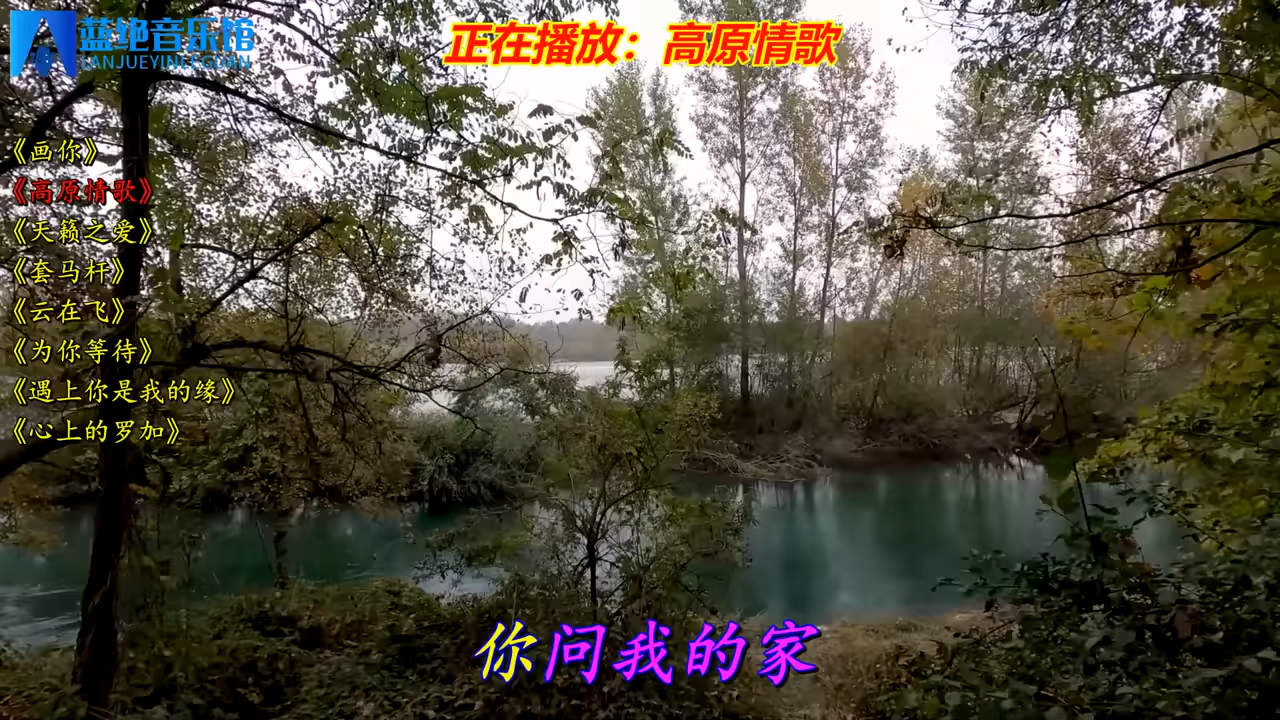 蓝绝音乐馆
LANJUEYINLEGUAN
正在播放：高原情歌
《画你》
《高原情歌》
《天籁之爱》
《套马杆》
《云在飞》
《为你等待》
《遇上你是我的缘》
《心上的罗加》
你问我的家